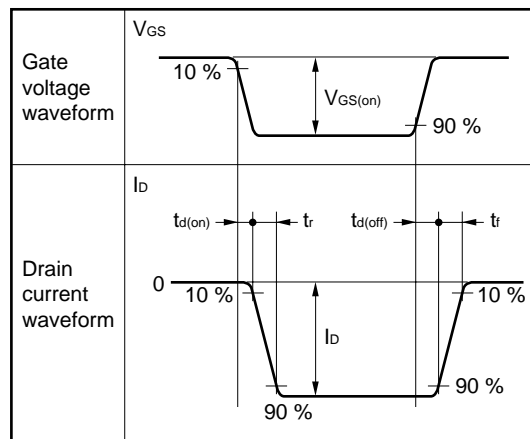 Gate
voltage
waveform
VGS
10 %
VGS(on)
90 %
Drain
current
waveform
ID
td(on)
tr
td(off)
tf
0
10 %
10 %
ID
90 %
90 %